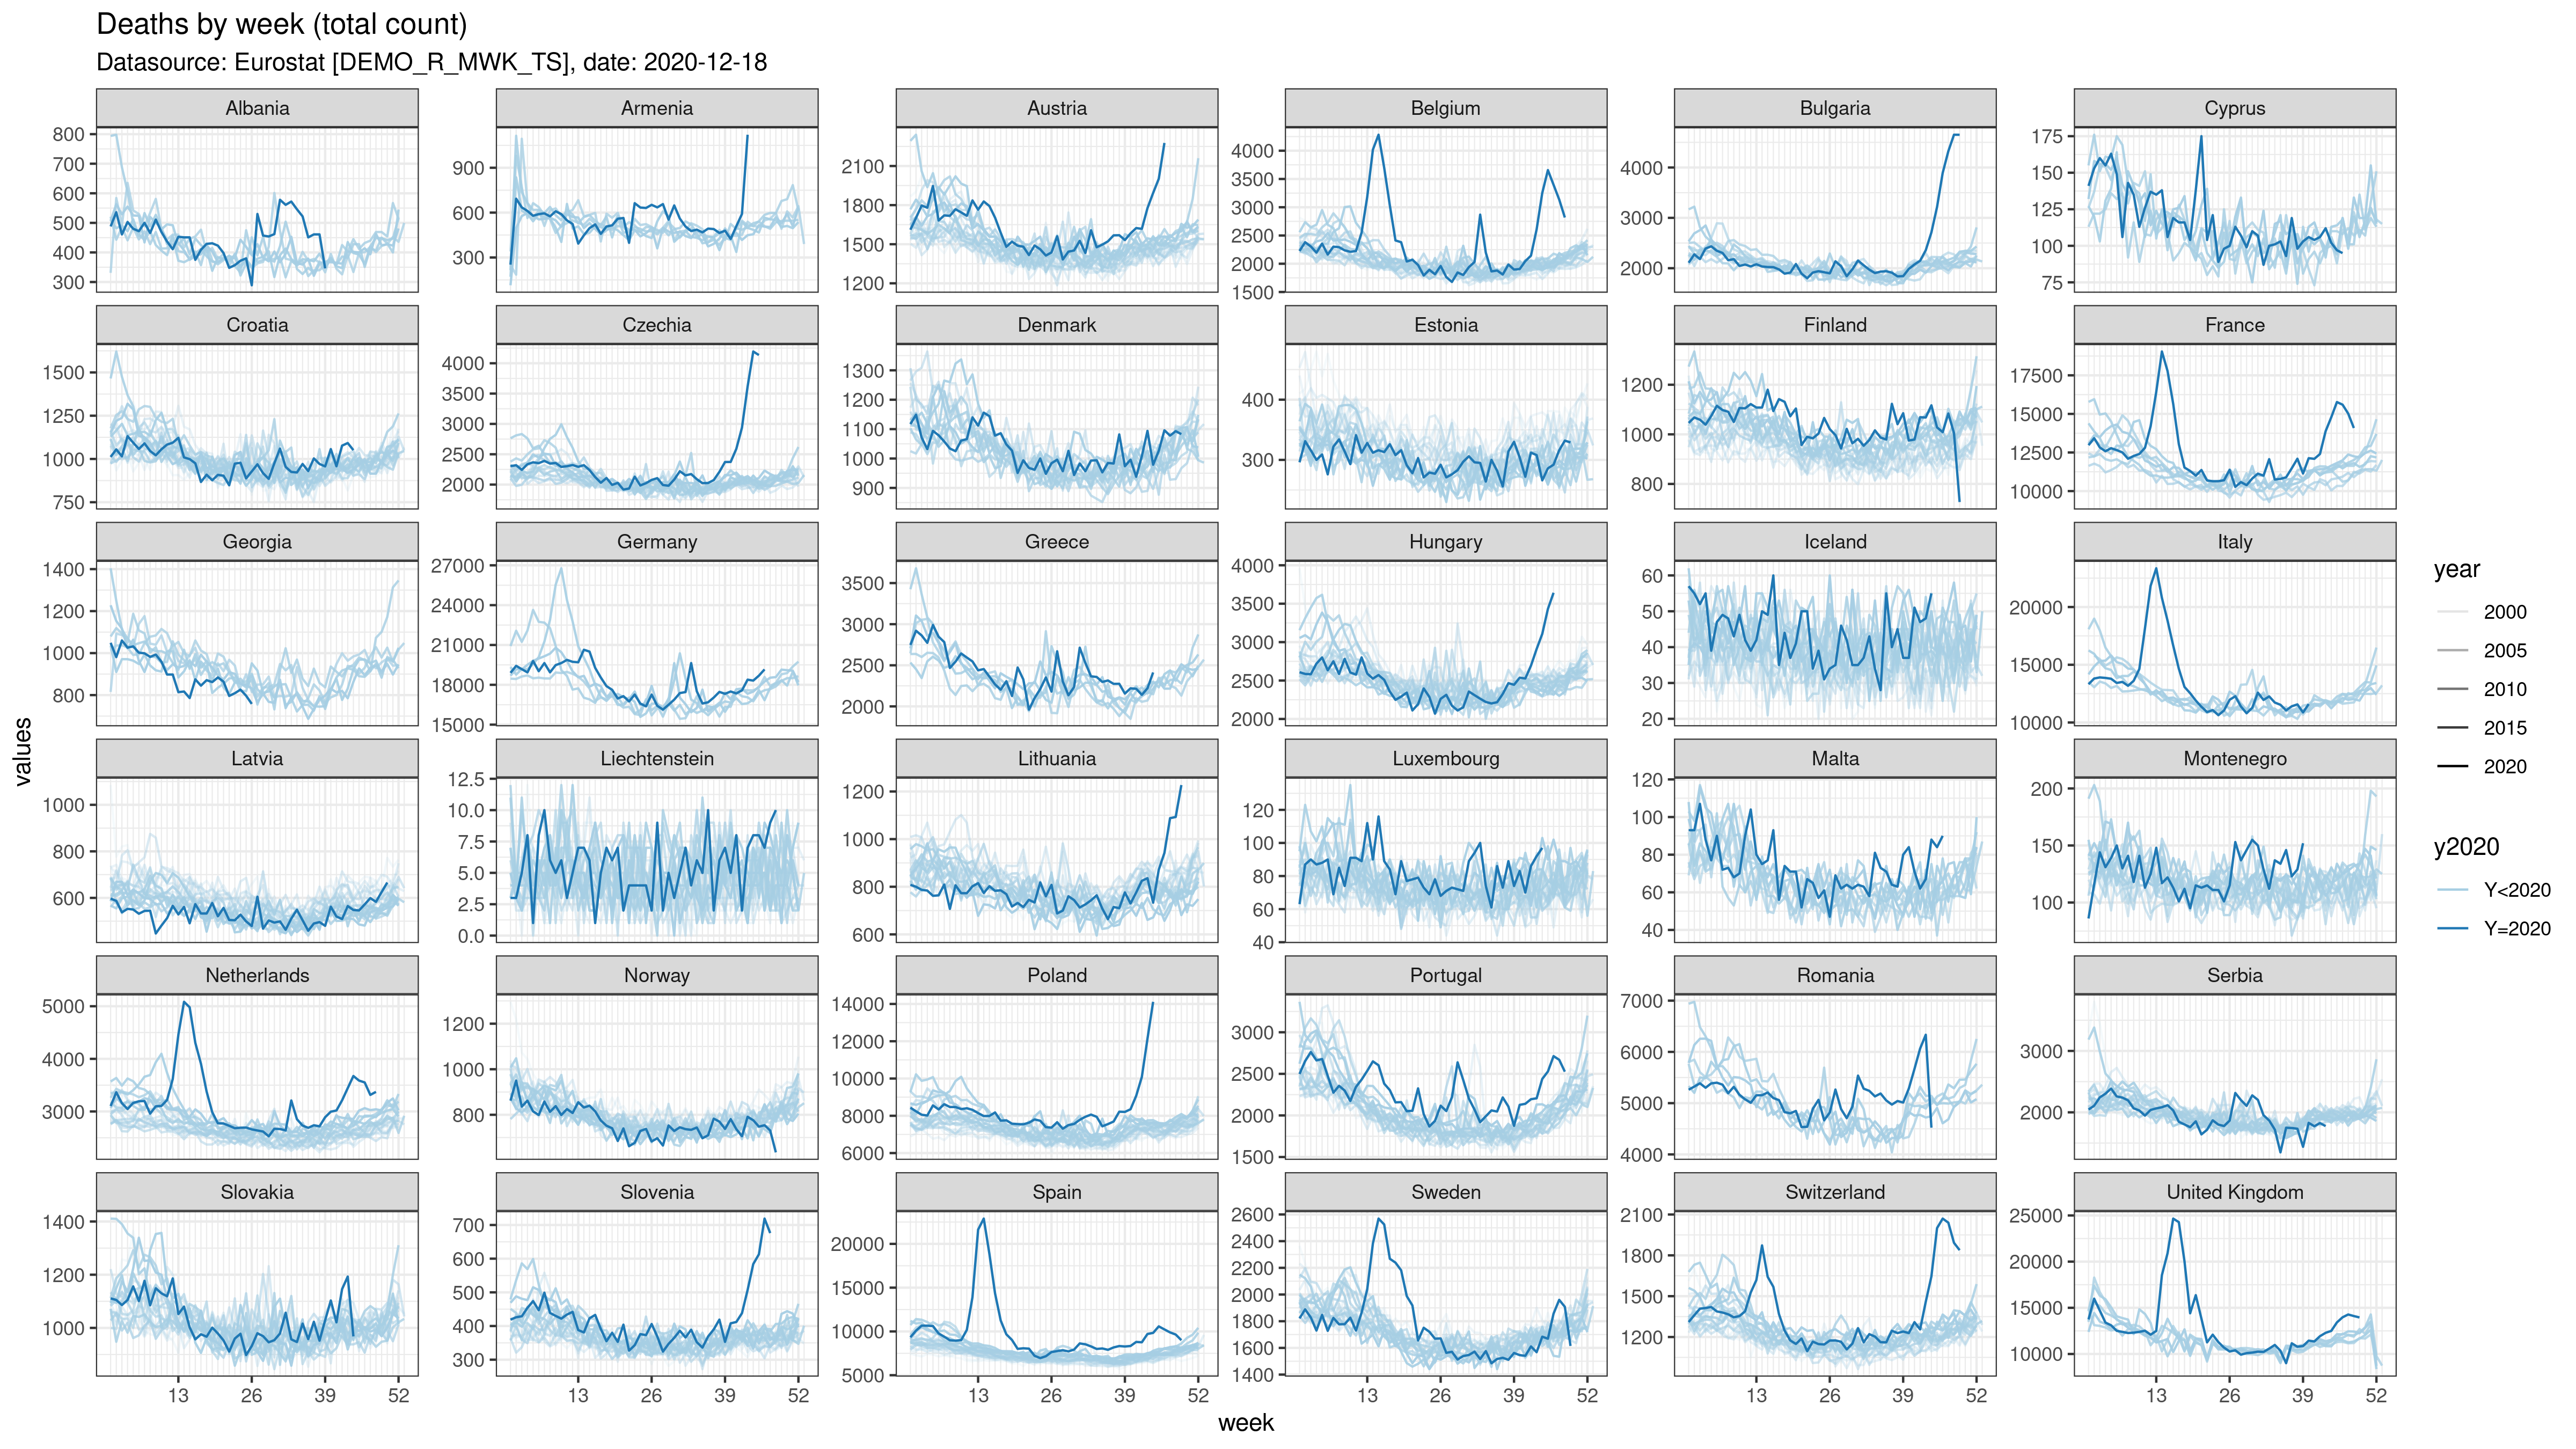 Deaths by week (total count)
Datasource: Eurostat [DEMO_R_MWK_TS], date: 2020-12-18
Albania Armenia Austria Belgium Bulgaria Cyprus
800 700 600 500 400 300
900 600 300
2100 1800 1500 1200
4000 3500 3000 2500 2000 1500
4000 3000 2000
175 150 125 100 75
Croatia Czechia Denmark Estonia Finland France
1500 1250 1000 750
4000 3500 3000 2500 2000
1300 1200 1100 1000 900
400 300
1200 1000 800
17500 15000 12500 10000
Georgia Germany Greece Hungary Iceland Italy
1400 1200 1000 800
27000 24000 21000 18000 15000
3500 3000 2500 2000
4000 3500 3000 2500 2000
60 50 40 30 20
20000 15000 10000
Latvia Liechtenstein Lithuania Luxembourg Malta Montenegro
1000 800 600
12.5 10.0 7.5 5.0 2.5 0.0
1200 1000 800 600
120 100 80 60 40
120 100 80 60 40
200 150 100
Netherlands Norway Poland Portugal Romania Serbia
5000 4000 3000
1200 1000 800
14000 12000 10000 8000 6000
3000 2500 2000 1500
7000 6000 5000 4000
3000 2000
Slovakia Slovenia Spain Sweden Switzerland United Kingdom
1400 1200 1000
700 600 500 400 300
20000 15000 10000 5000
2600 2400 2200 2000 1800 1600 1400
2100 1800 1500 1200
25000 20000 15000 10000
13 26 39 52 13 26 39 52 13 26 39 52 13 26 39 52 13 26 39 52 13 26 39 52
week
values
year
2000
2005
2010
2015
2020
y2020
Y<2020
Y=2020